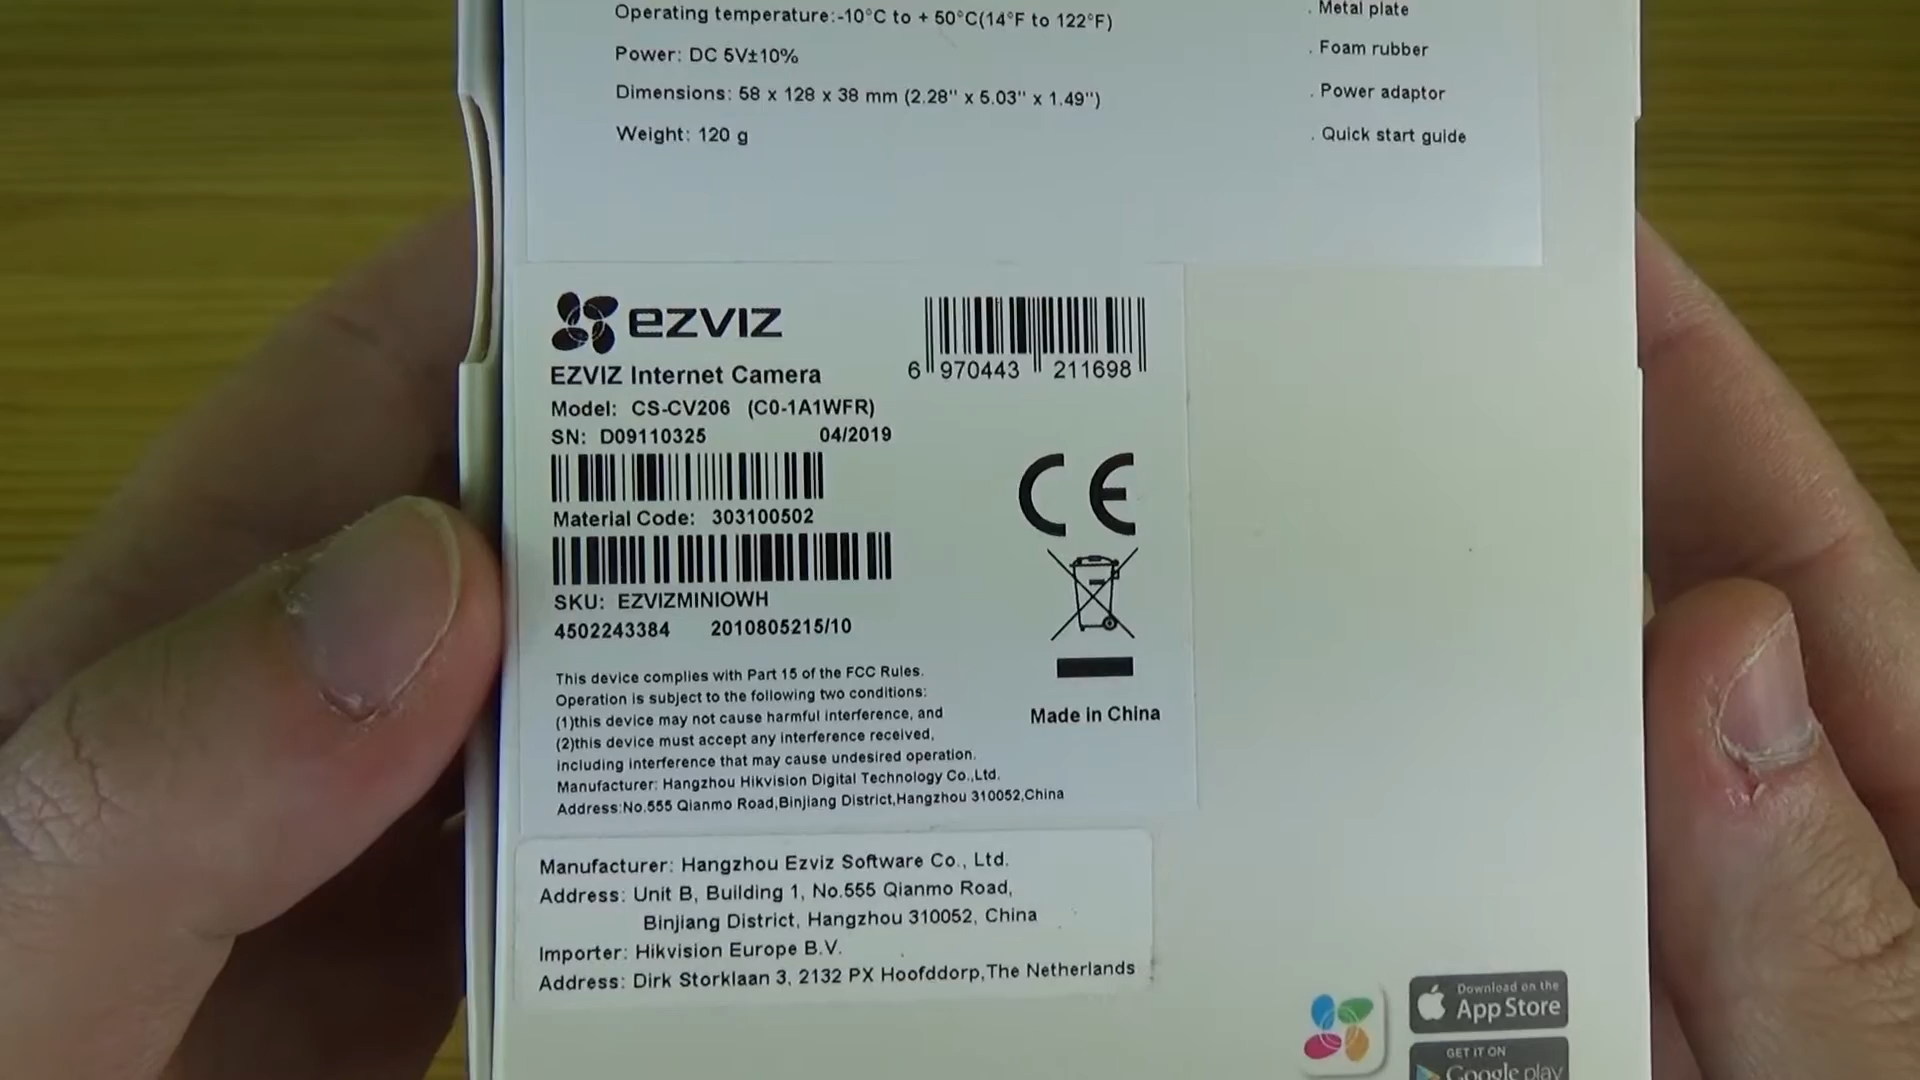 Operating temperature:-10°C to + 50°C(14°F to 122°F)
Power: DC 5V±10%
Dimensions: 58 x 128 x 38 mm (2.28" x 5.03" x 1.49")
Weight: 120 g
. Metal plate
. Foam rubber
. Power adaptor
. Quick start guide
ezviz
EZVIZ Internet Camera
Model: CS-CV206 (C0-1A1WFR)
SN: D09110325 04/2019
Material Code: 303100502
SKU: EZVIZMINIOWH
4502243384 2010805215/10
6 970443 211698
CE
Made in China
This device complies with Part 15 of the FCC Rules.
Operation is subject to the following two conditions:
(1)this device may not cause harmful interference, and
(2)this device must accept any interference received,
including interference that may cause undesired operation.
Manufacturer: Hangzhou Hikvision Digital Technology Co.,Ltd.
Address:No.555 Qianmo Road,Binjiang District,Hangzhou 310052,China
Manufacturer: Hangzhou Ezviz Software Co., Ltd.
Address: Unit B, Building 1, No.555 Qianmo Road,
Binjiang District, Hangzhou 310052, China
Importer: Hikvision Europe B.V.
Address: Dirk Storklaan 3, 2132 PX Hoofddorp,The Netherlands
Download on the
App Store
GET IT ON
Google play